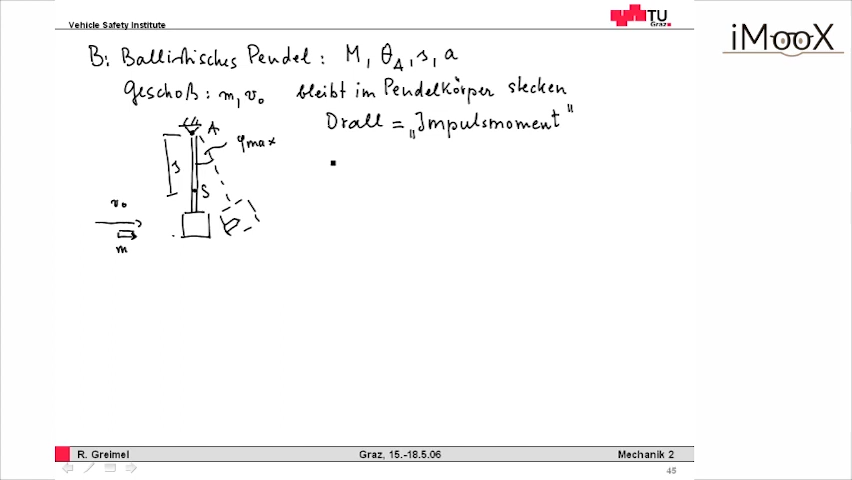 Vehicle Safety Institute
TU
Graz
iMooX
B: Ballistisches Pendel: M, θA, s, a
Geschoß: m, v₀ bleibt im Pendelkörper stecken
Drall = „Impulsmoment"
A
φmax
s
S
v₀
m
R. Greimel
Graz, 15.-18.5.06
Mechanik 2
45